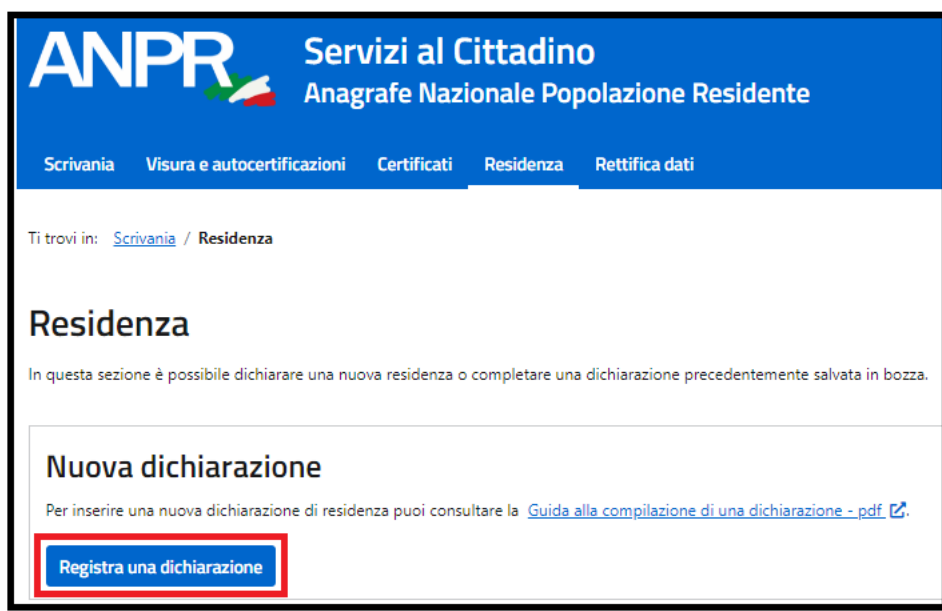 ANPR
Servizi al Cittadino
Anagrafe Nazionale Popolazione Residente
Scrivania Visura e autocertificazioni Certificati Residenza Rettifica dati
Ti trovi in: Scrivania / Residenza
Residenza
In questa sezione è possibile dichiarare una nuova residenza o completare una dichiarazione precedentemente salvata in bozza.
Nuova dichiarazione
Per inserire una nuova dichiarazione di residenza puoi consultare la Guida alla compilazione di una dichiarazione - pdf.
Registra una dichiarazione